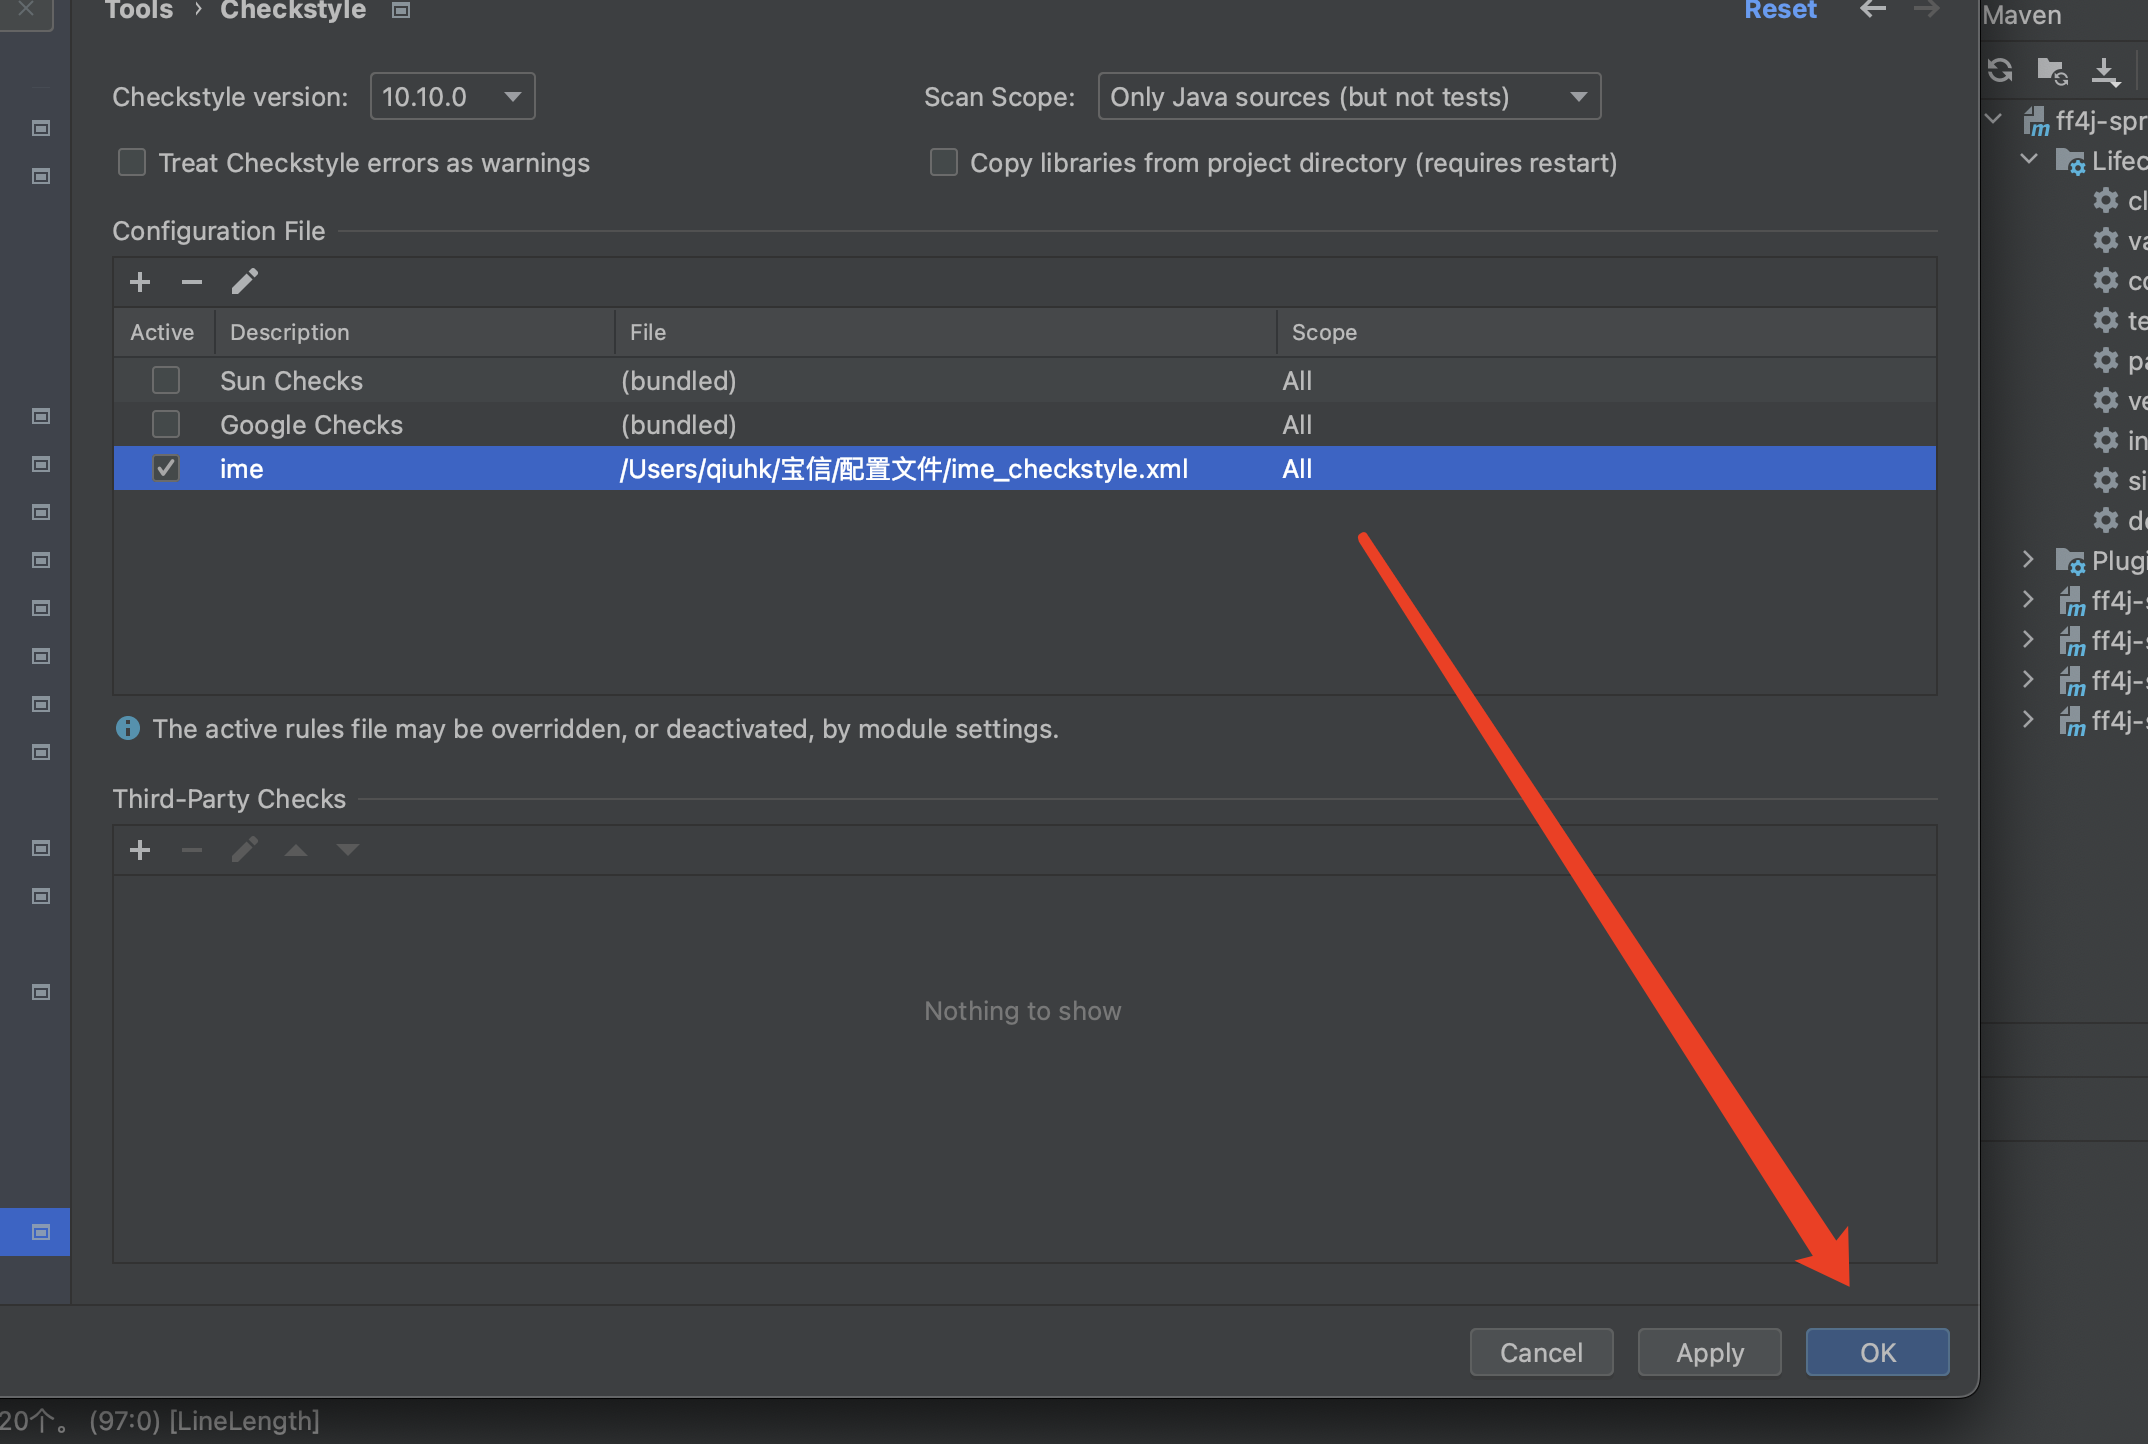 Tools › Checkstyle
Reset
Maven
Checkstyle version: 10.10.0
Scan Scope: Only Java sources (but not tests)
Treat Checkstyle errors as warnings
Copy libraries from project directory (requires restart)
Configuration File
Active Description File Scope
Sun Checks (bundled) All
Google Checks (bundled) All
ime /Users/qiuhk/宝信/配置文件/ime_checkstyle.xml All
The active rules file may be overridden, or deactivated, by module settings.
Third-Party Checks
Nothing to show
Cancel Apply OK
20个。 (97:0) [LineLength]
ff4j-spr
Lifec
cl
va
co
te
pa
ve
in
si
de
Plugi
ff4j-s
ff4j-s
ff4j-s
ff4j-s